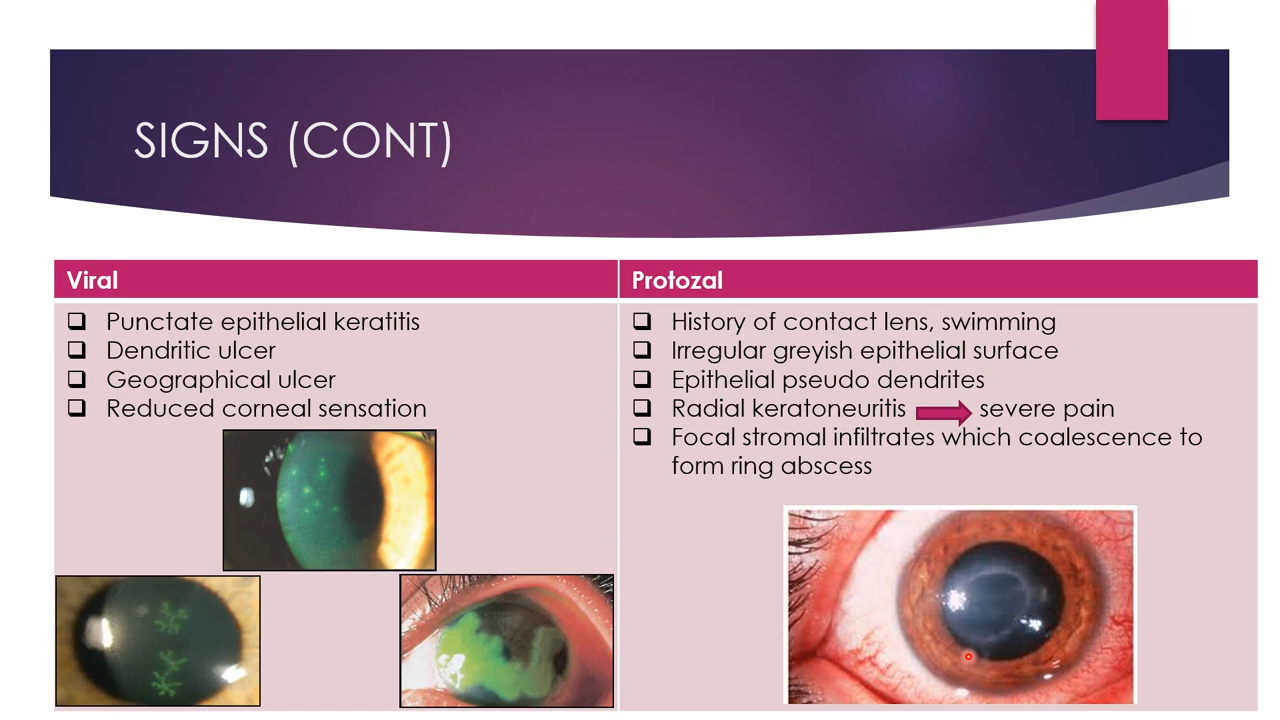 SIGNS (CONT)
Viral
Punctate epithelial keratitis
Dendritic ulcer
Geographical ulcer
Reduced corneal sensation
Protozal
History of contact lens, swimming
Irregular greyish epithelial surface
Epithelial pseudo dendrites
Radial keratoneuritis severe pain
Focal stromal infiltrates which coalescence to
form ring abscess